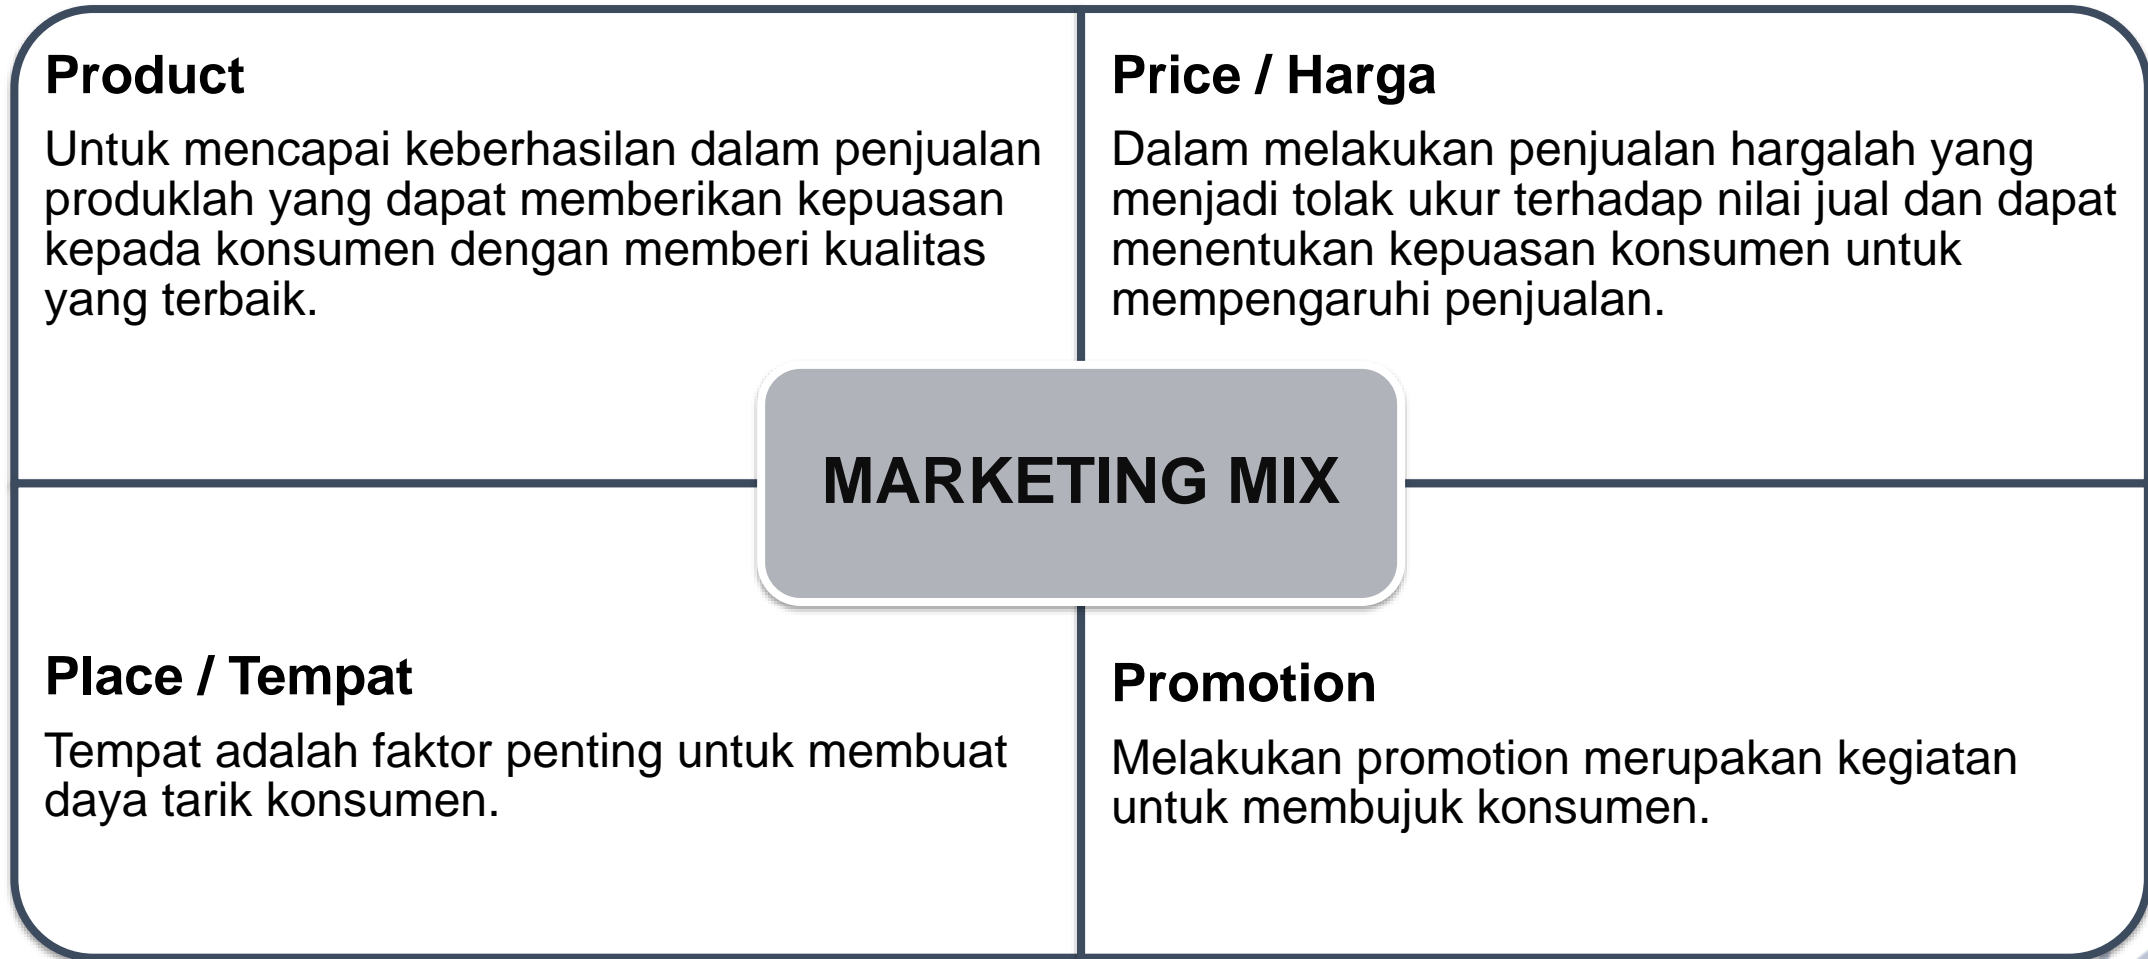 Product
Untuk mencapai keberhasilan dalam penjualan
produklah yang dapat memberikan kepuasan
kepada konsumen dengan memberi kualitas
yang terbaik.
Price / Harga
Dalam melakukan penjualan hargalah yang
menjadi tolak ukur terhadap nilai jual dan dapat
menentukan kepuasan konsumen untuk
mempengaruhi penjualan.
MARKETING MIX
Place / Tempat
Tempat adalah faktor penting untuk membuat
daya tarik konsumen.
Promotion
Melakukan promotion merupakan kegiatan
untuk membujuk konsumen.